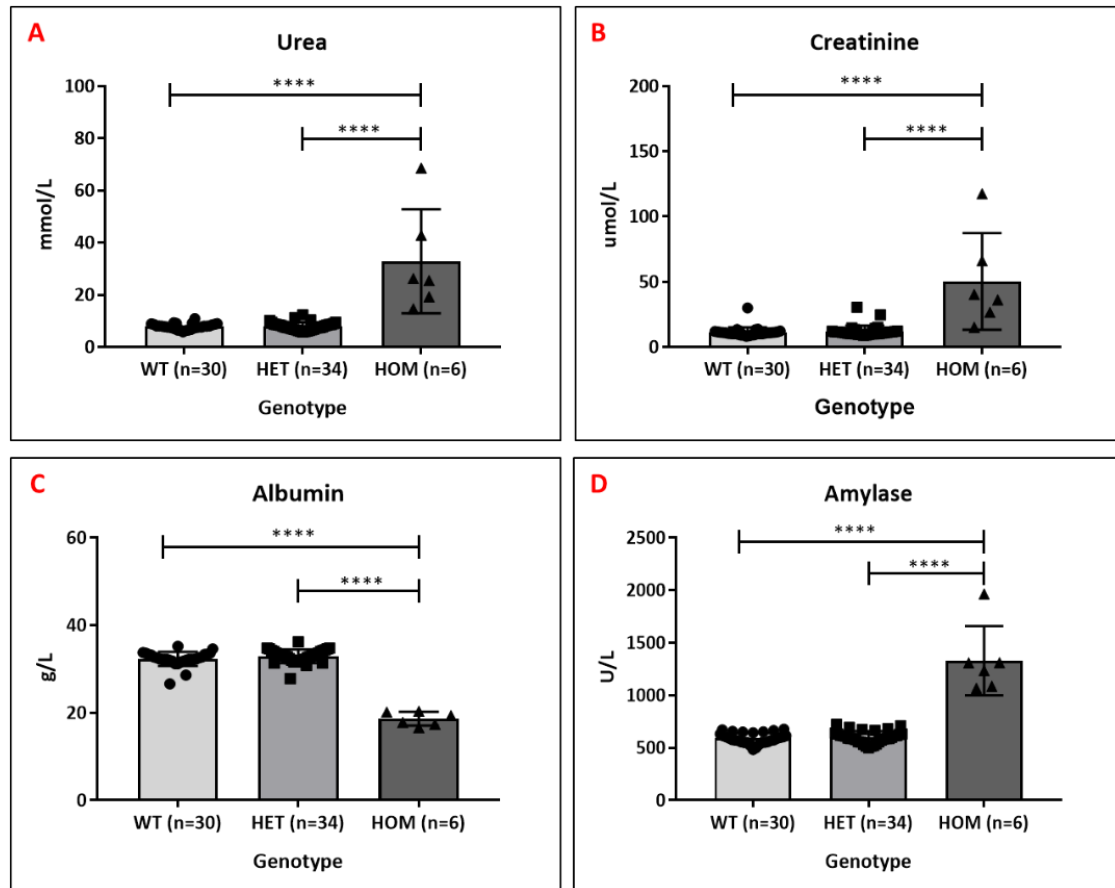 A
Urea
100
80
60
40
20
0
mmol/L
****
****
WT (n=30) HET (n=34) HOM (n=6)
Genotype
B
Creatinine
200
150
100
50
0
umol/L
****
****
WT (n=30) HET (n=34) HOM (n=6)
Genotype
C
Albumin
60
40
20
0
g/L
****
****
WT (n=30) HET (n=34) HOM (n=6)
Genotype
D
Amylase
2500
2000
1500
1000
500
0
U/L
****
****
WT (n=30) HET (n=34) HOM (n=6)
Genotype